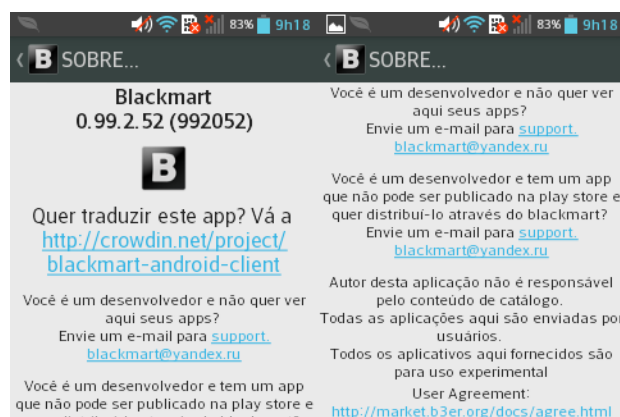 83% 9h18
B SOBRE...
Blackmart
0.99.2.52 (992052)
B
Quer traduzir este app? Vá a
http://crowdin.net/project/
blackmart-android-client
Você é um desenvolvedor e não quer ver
aqui seus apps?
Envie um e-mail para support.
blackmart@yandex.ru
Você é um desenvolvedor e tem um app
que não pode ser publicado na play store e
83% 9h18
B SOBRE...
Você é um desenvolvedor e não quer ver
aqui seus apps?
Envie um e-mail para support.
blackmart@yandex.ru
Você é um desenvolvedor e tem um app
que não pode ser publicado na play store e
quer distribuí-lo através do blackmart?
Envie um e-mail para support.
blackmart@yandex.ru
Autor desta aplicação não é responsável
pelo conteúdo de catálogo.
Todas as aplicações aqui são enviadas por
usuários.
Todos os aplicativos aqui fornecidos são
para uso experimental
User Agreement:
http://market.b3er.org/docs/agree.html